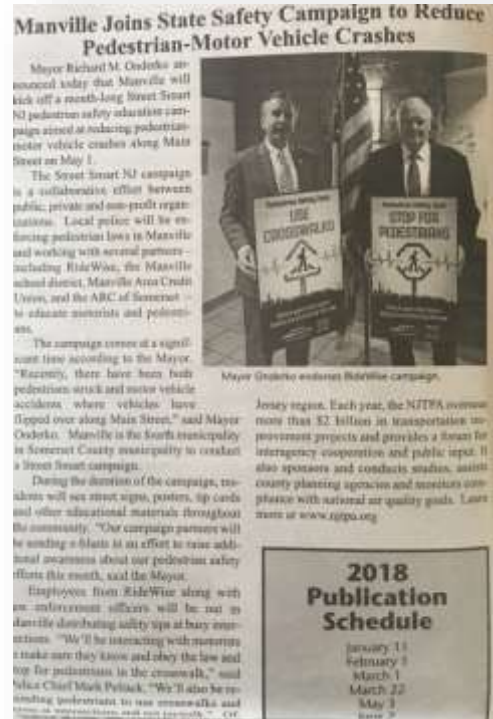 Manville Joins State Safety Campaign to Reduce
Pedestrian-Motor Vehicle Crashes
Mayor Richard M. Onderko an-
nounced today that Manville will
kick off a month-long Street Smart
NJ pedestrian safety education cam-
paign aimed at reducing pedestrian-
motor vehicle crashes along Main
Street on May 1.
The Street Smart NJ campaign
is a collaborative effort between
public, private and non-profit organ-
izations. Local police will be en-
forcing pedestrian laws in Manville
and working with several partners –
including RideWise, the Manville
school district, Manville Area Credit
Union, and the ARC of Somerset –
to educate motorists and pedestri-
ans.
The campaign comes at a signif-
icant time according to the Mayor.
"Recently, there have been both
pedestrians struck and motor vehicle
accidents where vehicles have
flipped over along Main Street," said Mayor
Onderko. Manville is the fourth municipality
in Somerset County municipality to conduct
a Street Smart campaign.
During the duration of the campaign, res-
idents will see street signs, posters, tip cards
and other educational materials throughout
the community. "Our campaign partners will
be sending e-blasts in an effort to raise addi-
tional awareness about our pedestrian safety
efforts this month, said the Mayor.
Employees from RideWise along with
law enforcement officers will be out in
Manville distributing safety tips at busy inter-
sections. "We'll be interacting with motorists
to make sure they know and obey the law and
stop for pedestrians in the crosswalk," said
Police Chief Mark Peltack. "We'll also be re-
minding pedestrians to use crosswalks and
USE
CROSSWALKS
STOP FOR
PEDESTRIANS
Mayor Onderko endorses RideWise campaign.
Jersey region. Each year, the NJTPA oversees
more than $2 billion in transportation im-
provement projects and provides a forum for
interagency cooperation and public input. It
also sponsors and conducts studies, assists
county planning agencies and monitors com-
pliance with national air quality goals. Learn
more at www.njtpa.org
2018
Publication
Schedule
January 11
February 1
March 1
March 22
May 3